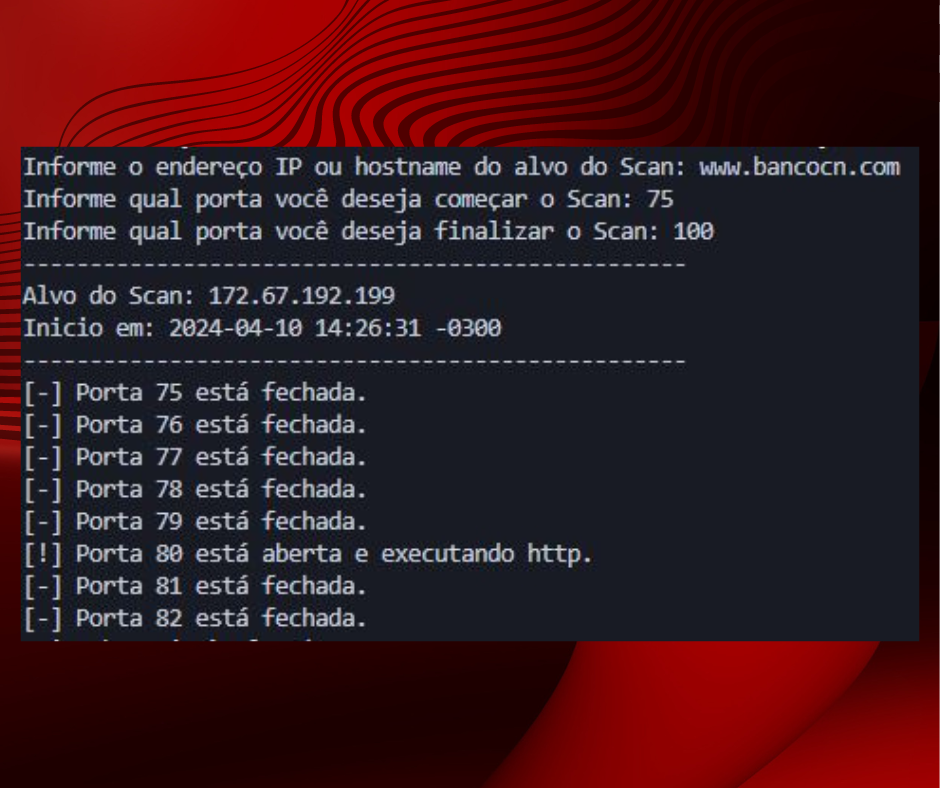 Informe o endereço IP ou hostname do alvo do Scan: www.bancocn.com
Informe qual porta você deseja começar o Scan: 75
Informe qual porta você deseja finalizar o Scan: 100
--------------------------------------------------
Alvo do Scan: 172.67.192.199
Inicio em: 2024-04-10 14:26:31 -0300
--------------------------------------------------
[-] Porta 75 está fechada.
[-] Porta 76 está fechada.
[-] Porta 77 está fechada.
[-] Porta 78 está fechada.
[-] Porta 79 está fechada.
[!] Porta 80 está aberta e executando http.
[-] Porta 81 está fechada.
[-] Porta 82 está fechada.